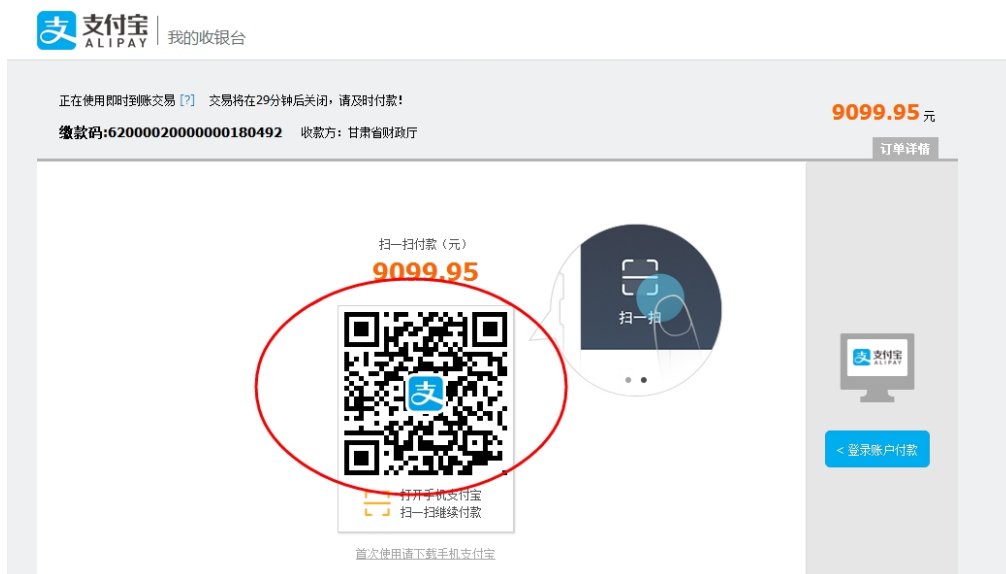 支付宝
ALIPAY
我的收银台
正在使用即时到账交易 [?] 交易将在29分钟后关闭，请及时付款！
缴款码:62000020000000180492 收款方：甘肃省财政厅
9099.95 元
订单详情
扫一扫付款（元）
9099.95
扫一扫
支
打开手机支付宝
扫一扫继续付款
首次使用请下载手机支付宝
支付宝
ALIPAY
< 登录账户付款